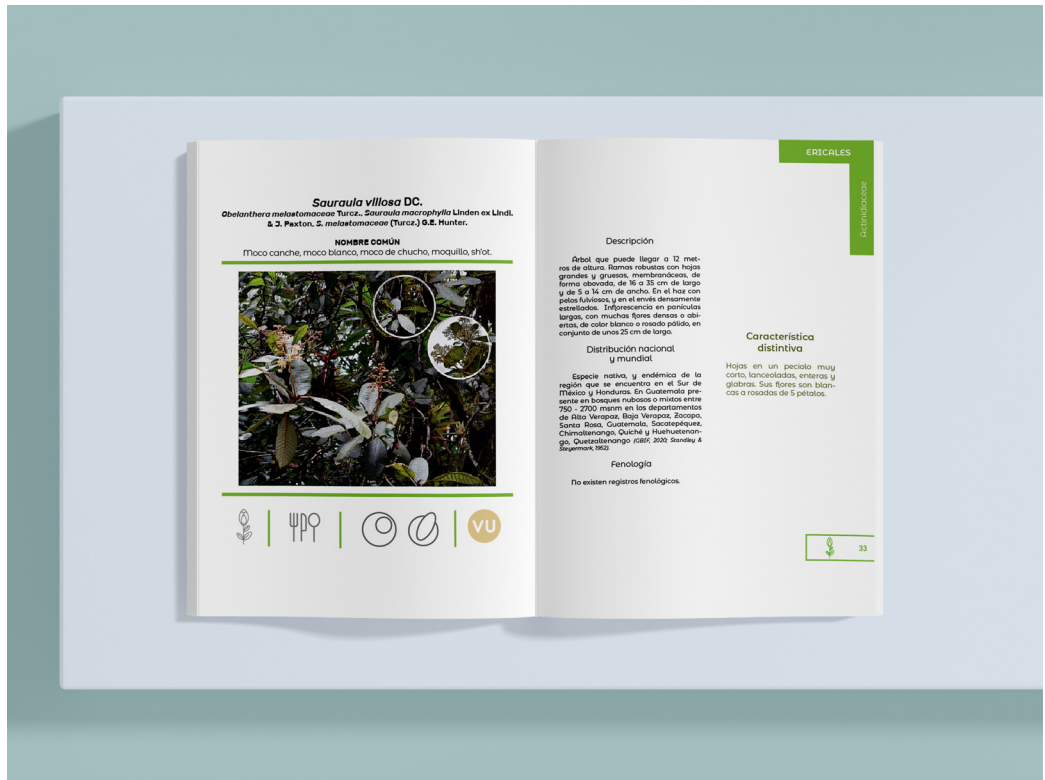 Sauraula villosa DC.
Obelanthera melastomaceae Turcz., Sauraula macrophylla Linden ex Lindl.
& J. Paxton, S. melastomaceae (Turcz.) G.E. Hunter.
NOMBRE COMÚN
Moco canche, moco blanco, moco de chucho, moquillo, sh'ot.
VU
ERICALES
Actinidiaceae
Descripción
Árbol que puede llegar a 12 met-
ros de altura. Ramas robustas con hojas
grandes y gruesas, membranáceas, de
forma obovada, de 16 a 35 cm de largo
y de 5 a 14 cm de ancho. En el haz con
pelos fulviosos, y en el envés densamente
estrellados. Inflorescencia en panículas
largas, con muchas flores densas o abi-
ertas, de color blanco o rosado pálido, en
conjunto de unos 25 cm de largo.
Distribución nacional
y mundial
Especie nativa, y endémica de la
región que se encuentra en el Sur de
México y Honduras. En Guatemala pre-
sente en bosques nubosos o mixtos entre
750 - 2700 msnm en los departamentos
de Alta Verapaz, Baja Verapaz, Zacapa,
Santa Rosa, Guatemala, Sacatepéquez,
Chimaltenango, Quiché y Huehuetenan-
go, Quetzaltenango (GBIF, 2020; Standley &
Steyermark, 1952).
Fenología
No existen registros fenológicos.
Característica
distintiva
Hojas en un peciolo muy
corto, lanceoladas, enteras y
glabras. Sus flores son blan-
cas a rosadas de 5 pétalos.
33